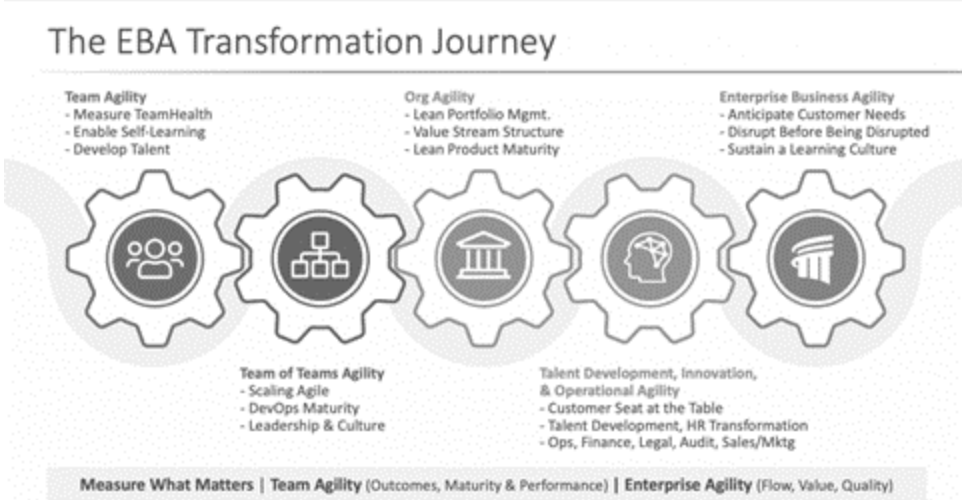 The EBA Transformation Journey
Team Agility
- Measure TeamHealth
- Enable Self-Learning
- Develop Talent
Org Agility
- Lean Portfolio Mgmt.
- Value Stream Structure
- Lean Product Maturity
Enterprise Business Agility
- Anticipate Customer Needs
- Disrupt Before Being Disrupted
- Sustain a Learning Culture
Team of Teams Agility
- Scaling Agile
- DevOps Maturity
- Leadership & Culture
Talent Development, Innovation,
& Operational Agility
- Customer Seat at the Table
- Talent Development, HR Transformation
- Ops, Finance, Legal, Audit, Sales/Mktg
Measure What Matters | Team Agility (Outcomes, Maturity & Performance) | Enterprise Agility (Flow, Value, Quality)